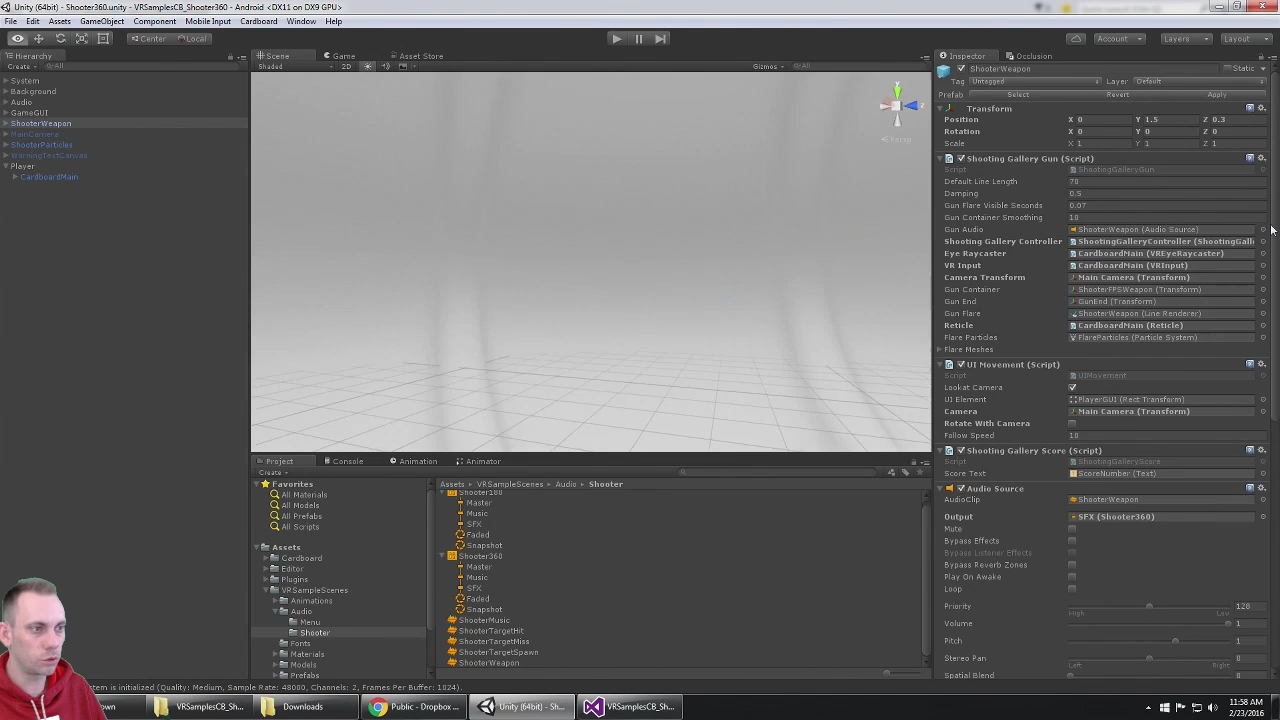 Unity (64bit) - Shooter360.unity - VRSamplesCB_Shooter360 - Android <DX11 on DX9 GPU>
File Edit Assets GameObject Component Mobile Input Cardboard Window Help
Center Local
Account Layers Layout
Hierarchy
Create All
System
Background
Audio
GameGUI
ShooterWeapon
MainCamera
ShooterParticles
WarningTextCanvas
Player
CardboardMain
Scene Game Asset Store
Shaded 2D Gizmos All
y
Persp
Project Console Animation Animator
Create
Favorites
All Materials
All Models
All Prefabs
All Scripts
Assets
Cardboard
Editor
Plugins
VRSampleScenes
Animations
Audio
Menu
Shooter
Fonts
Materials
Models
Prefabs
Assets VRSampleScenes Audio Shooter
Shooter180
Master
Music
SFX
Faded
Snapshot
Shooter360
Master
Music
SFX
Faded
Snapshot
ShooterMusic
ShooterTargetHit
ShooterTargetMiss
ShooterTargetSpawn
ShooterWeapon
Inspector Occlusion
ShooterWeapon Static
Tag Untagged Layer Default
Prefab Select Revert Apply
Transform
Position X 0 Y 1.5 Z 0.3
Rotation X 0 Y 0 Z 0
Scale X 1 Y 1 Z 1
Shooting Gallery Gun (Script)
Script ShootingGalleryGun
Default Line Length 70
Damping 0.5
Gun Flare Visible Seconds 0.07
Gun Container Smoothing 10
Gun Audio ShooterWeapon (Audio Source)
Shooting Gallery Controller ShootingGalleryController (ShootingGall
Eye Raycaster CardboardMain (VREyeRaycaster)
VR Input CardboardMain (VRInput)
Camera Transform Main Camera (Transform)
Gun Container ShooterFPSWeapon (Transform)
Gun End GunEnd (Transform)
Gun Flare ShooterWeapon (Line Renderer)
Reticle CardboardMain (Reticle)
Flare Particles FlareParticles (Particle System)
Flare Meshes
UI Movement (Script)
Script UIMovement
Lookat Camera
UI Element PlayerGUI (Rect Transform)
Camera Main Camera (Transform)
Rotate With Camera
Follow Speed 10
Shooting Gallery Score (Script)
Script ShootingGalleryScore
Score Text ScoreNumber (Text)
Audio Source
AudioClip ShooterWeapon
Output SFX (Shooter360)
Mute
Bypass Effects
Bypass Listener Effects
Bypass Reverb Zones
Play On Awake
Loop
Priority 128
High Low
Volume 1
Pitch 1
Stereo Pan 0
Left Right
Spatial Blend 0
stem is initialized (Quality: Medium, Sample Rate: 48000, Channels: 2, Frames Per Buffer: 1024).
own VRSamplesCB_Sho... Downloads Public - Dropbox ... Unity (64bit) - Sh... VRSamplesCB_Sho...
11:58 AM
2/23/2016